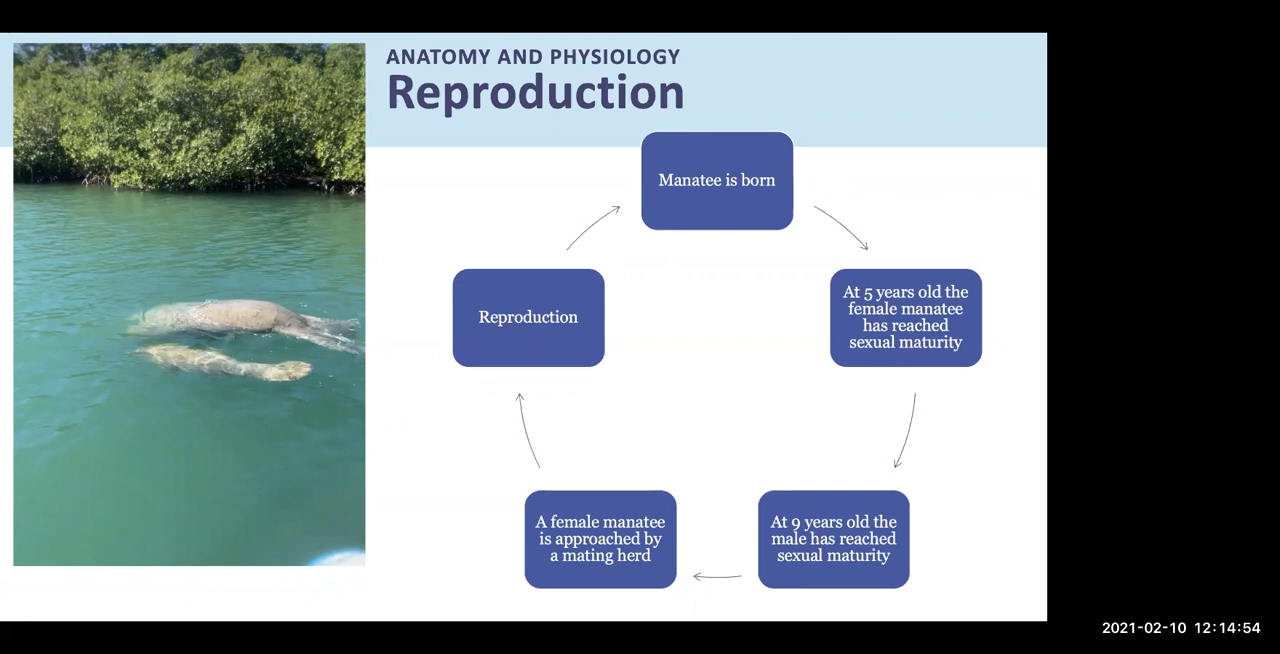 ANATOMY AND PHYSIOLOGY
Reproduction
Manatee is born
At 5 years old the
female manatee
has reached
sexual maturity
At 9 years old the
male has reached
sexual maturity
A female manatee
is approached by
a mating herd
Reproduction
2021-02-10 12:14:54